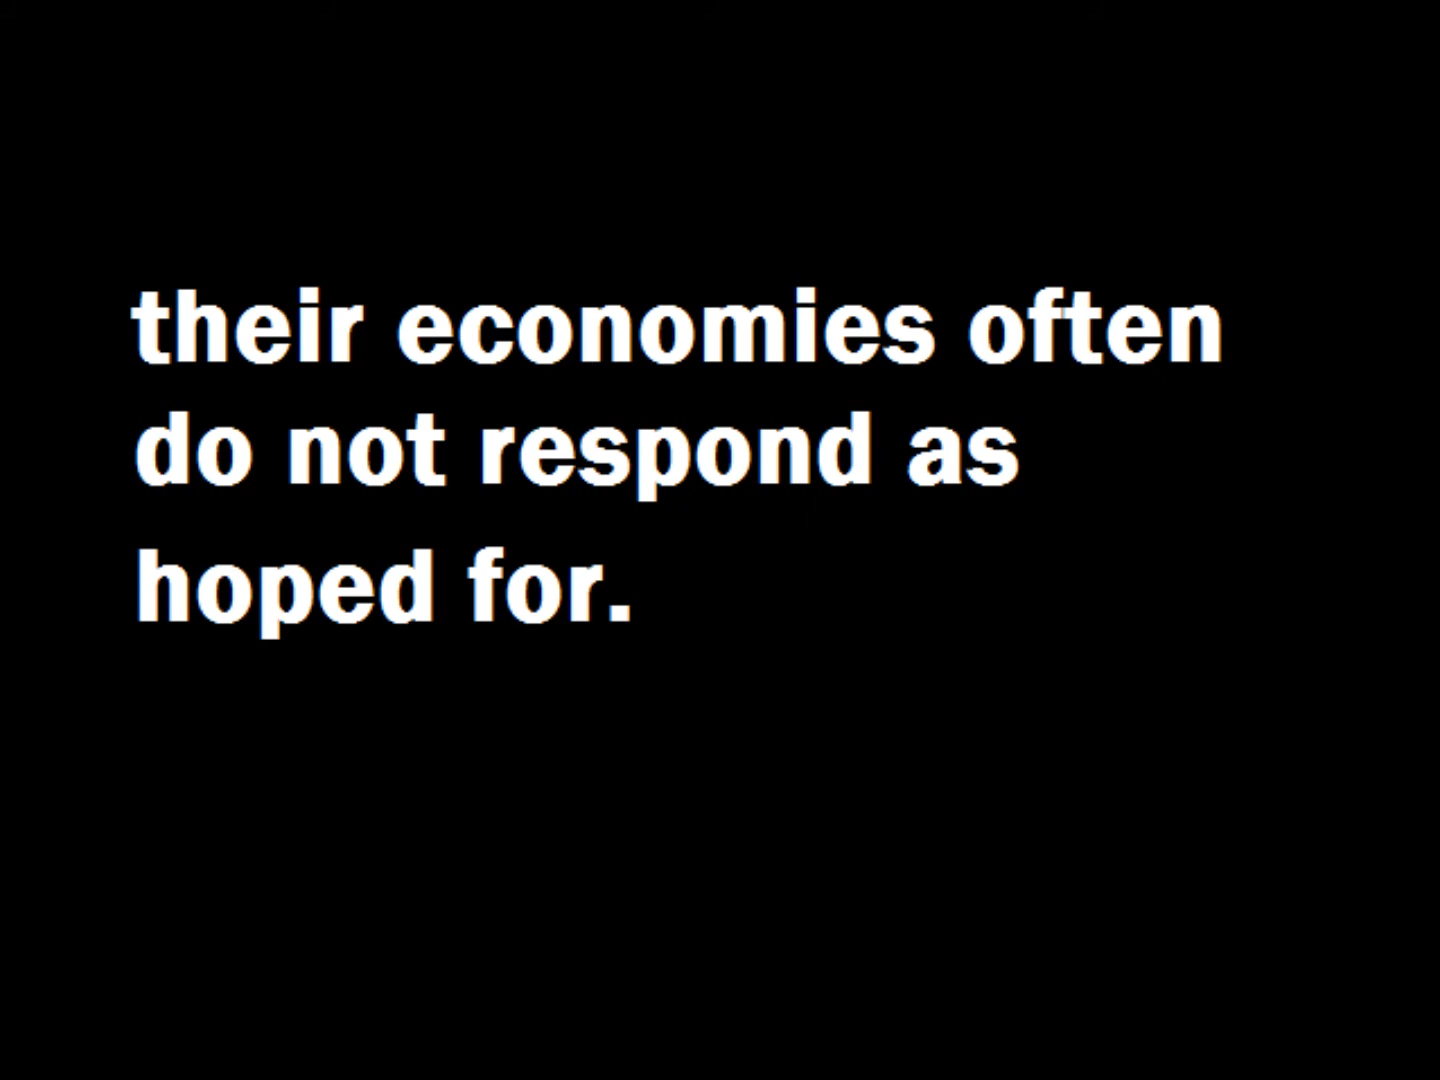 their economies often
do not respond as
hoped for.